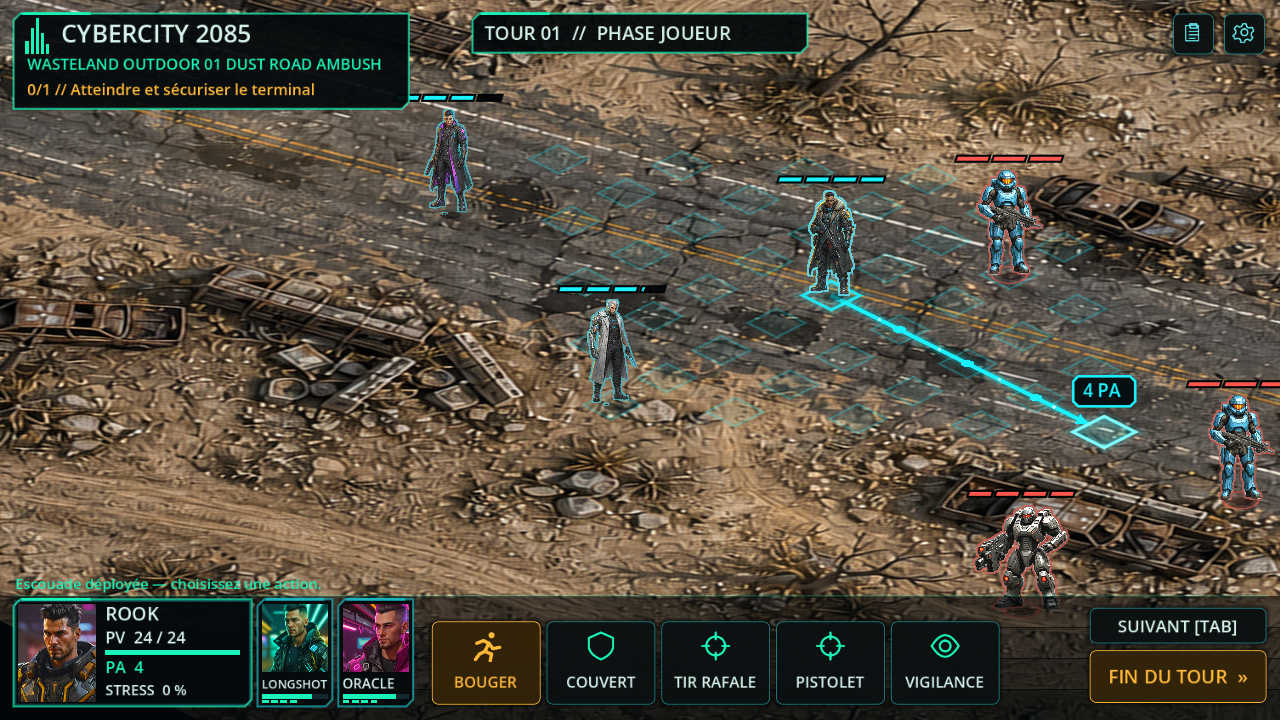 CYBERCITY 2085
WASTELAND OUTDOOR 01 DUST ROAD AMBUSH
0/1 // Atteindre et sécuriser le terminal
TOUR 01 // PHASE JOUEUR
4 PA
Escouade déployée — choisissez une action.
ROOK
PV 24 / 24
PA 4
STRESS 0 %
LONGSHOT
ORACLE
BOUGER
COUVERT
TIR RAFALE
PISTOLET
VIGILANCE
SUIVANT [TAB]
FIN DU TOUR »